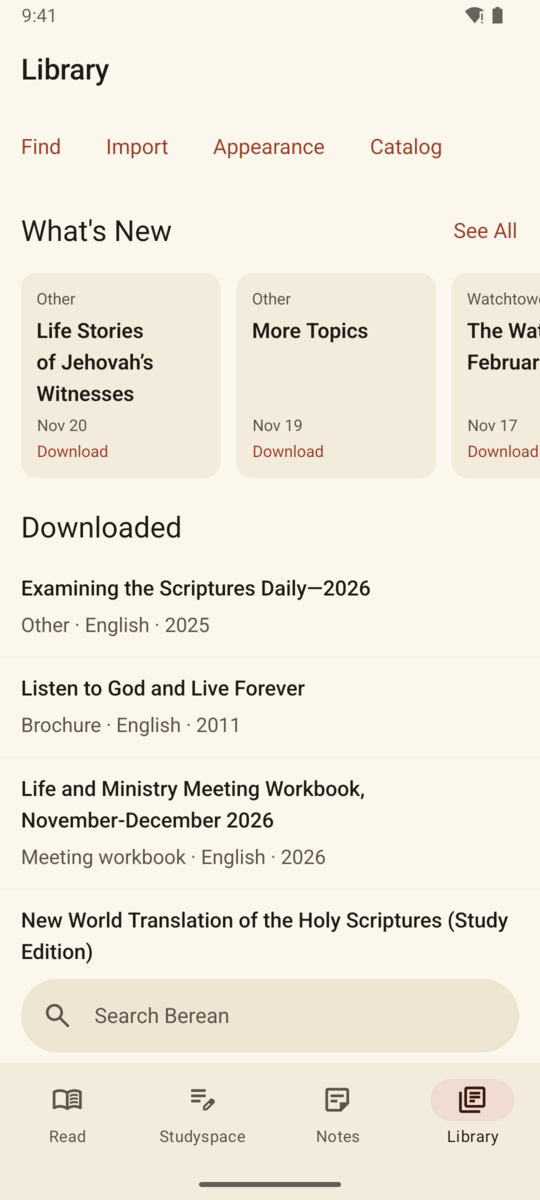 9:41
Library
Find Import Appearance Catalog
What's New See All
Other
Life Stories
of Jehovah’s
Witnesses
Nov 20
Download
Other
More Topics
Nov 19
Download
The
Nov 17
Download
Downloaded
Examining the Scriptures Daily—2026
Other · English · 2025
Listen to God and Live Forever
Brochure · English · 2011
Life and Ministry Meeting Workbook,
November-December 2026
Meeting workbook · English · 2026
New World Translation of the Holy Scriptures (Study
Edition)
Search Berean
Read Studyspace Notes Library